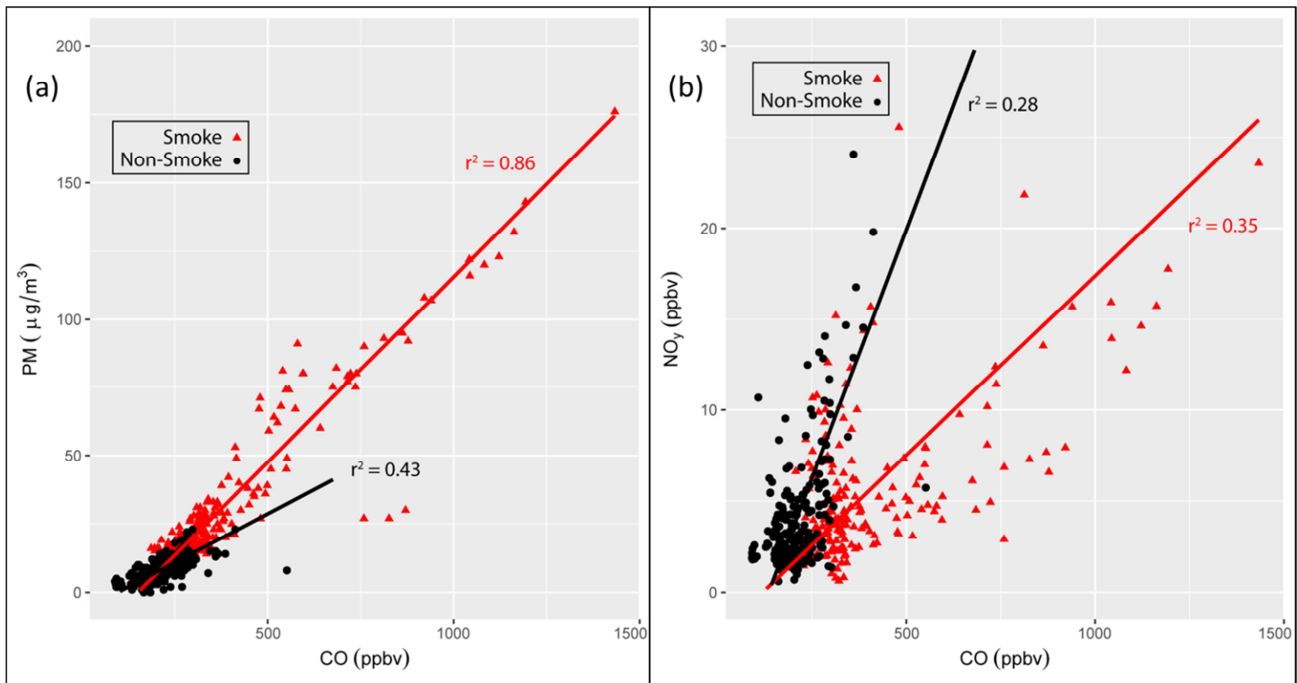 (a)
Smoke
Non-Smoke
r² = 0.86
r² = 0.43
200
150
100
50
0
PM ( μg/m³)
500
1000
1500
CO (ppbv)
(b)
Smoke
Non-Smoke
r² = 0.28
r² = 0.35
30
20
10
0
NOy (ppbv)
500
1000
1500
CO (ppbv)